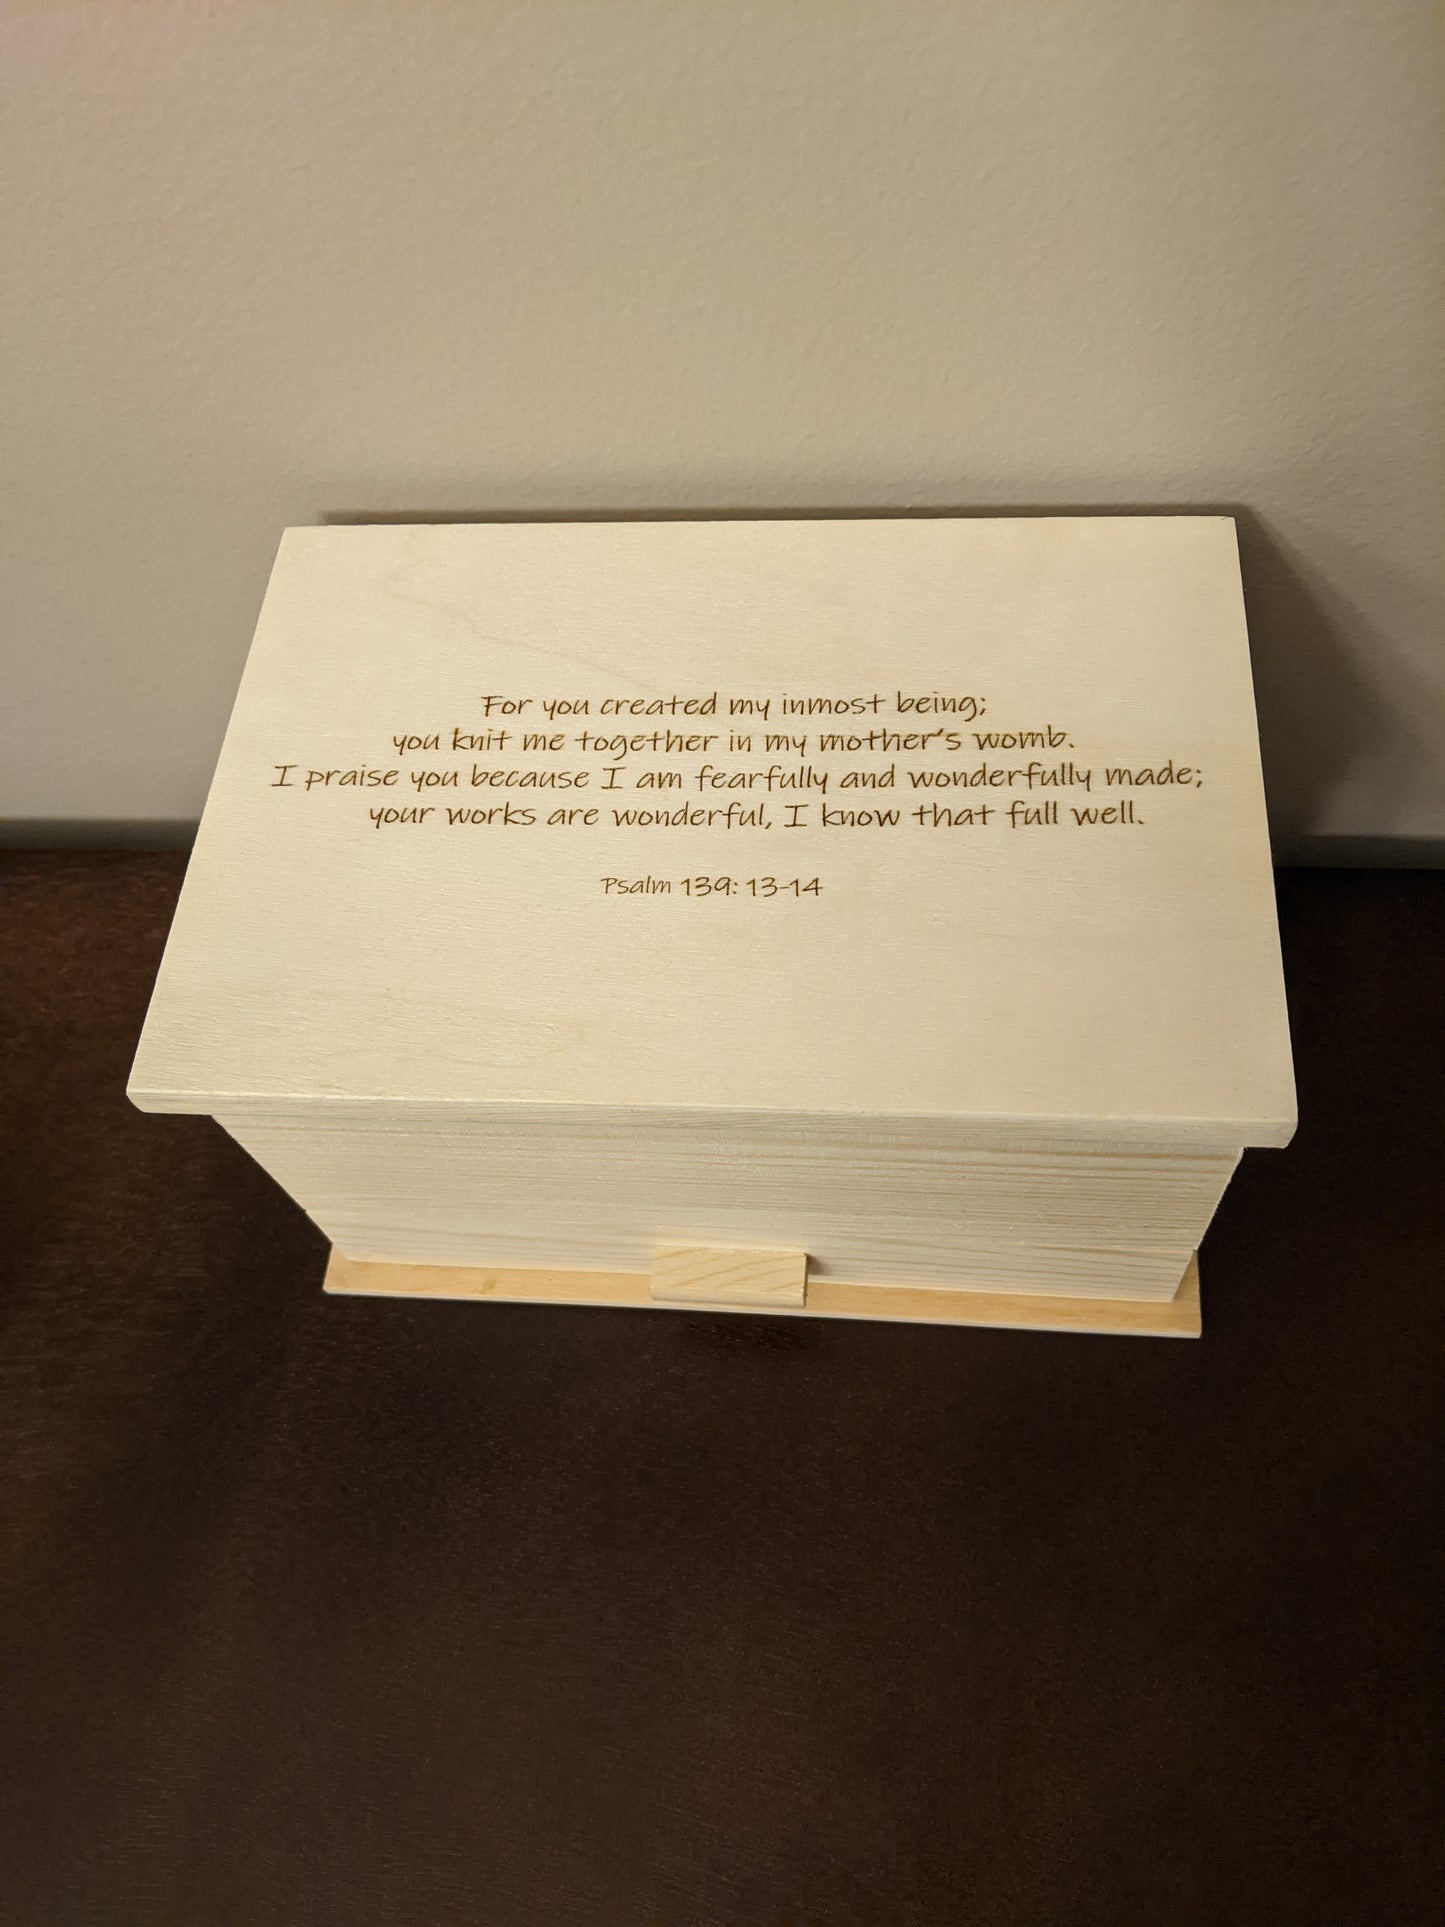 For you created my inmost being;
you knit me together in my mother's womb.
I praise you because I am fearfully and wonderfully made;
your works are wonderful, I know that full well.
Psalm 139: 13-14